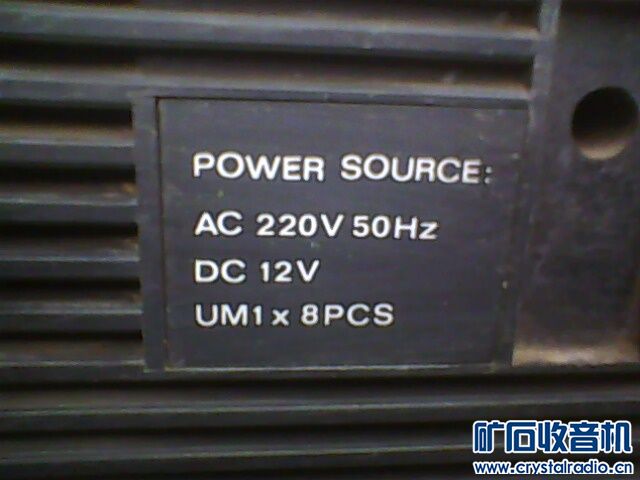 POWER SOURCE:
AC 220V 50Hz
DC 12V
UM1 x 8PCS
矿石收音机
www.crystalradio.cn